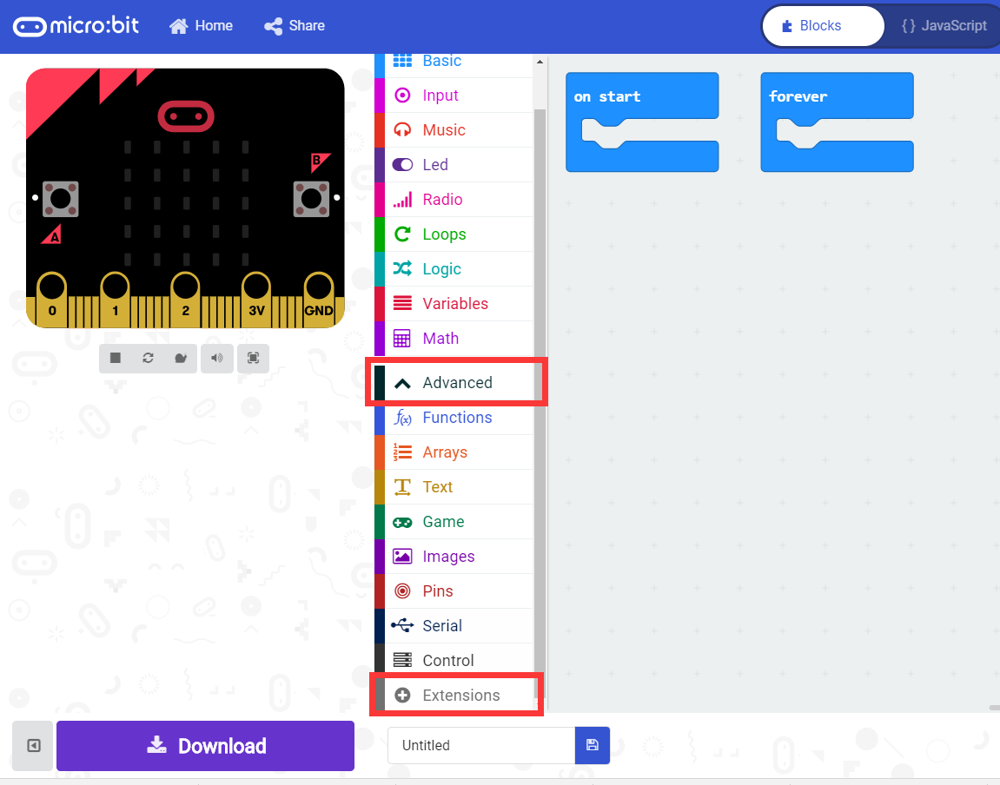 micro:bit Home Share Blocks { } JavaScript
Basic
Input
Music
Led
Radio
Loops
Logic
Variables
Math
Advanced
f(x) Functions
Arrays
Text
Game
Images
Pins
Serial
Control
Extensions
on start
forever
B
A
0 1 2 3V GND
Download
Untitled